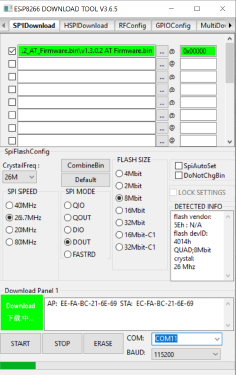 ESP8266 DOWNLOAD TOOL V3.6.5
SPIDownload HSPIDownload RFConfig GPIOConfig MultiDow
.2_AT_Firmware.bin\v1.3.0.2 AT Firmware.bin ... @ 0x00000
... @
... @
... @
... @
... @
... @
... @
SpiFlashConfig
CrystalFreq :
26M
CombineBin
Default
SPI SPEED
40MHz
26.7MHz
20MHz
80MHz
SPI MODE
QIO
QOUT
DIO
DOUT
FASTRD
FLASH SIZE
4Mbit
2Mbit
8Mbit
16Mbit
32Mbit
16Mbit-C1
32Mbit-C1
SpiAutoSet
DoNotChgBin
LOCK SETTINGS
DETECTED INFO
flash vendor:
5Eh : N/A
flash devID:
4014h
QUAD;8Mbit
crystal:
26 Mhz
Download Panel 1
Download
下载中...
AP: EE-FA-BC-21-6E-69 STA: EC-FA-BC-21-6E-69
START STOP ERASE
COM: COM11
BAUD: 115200